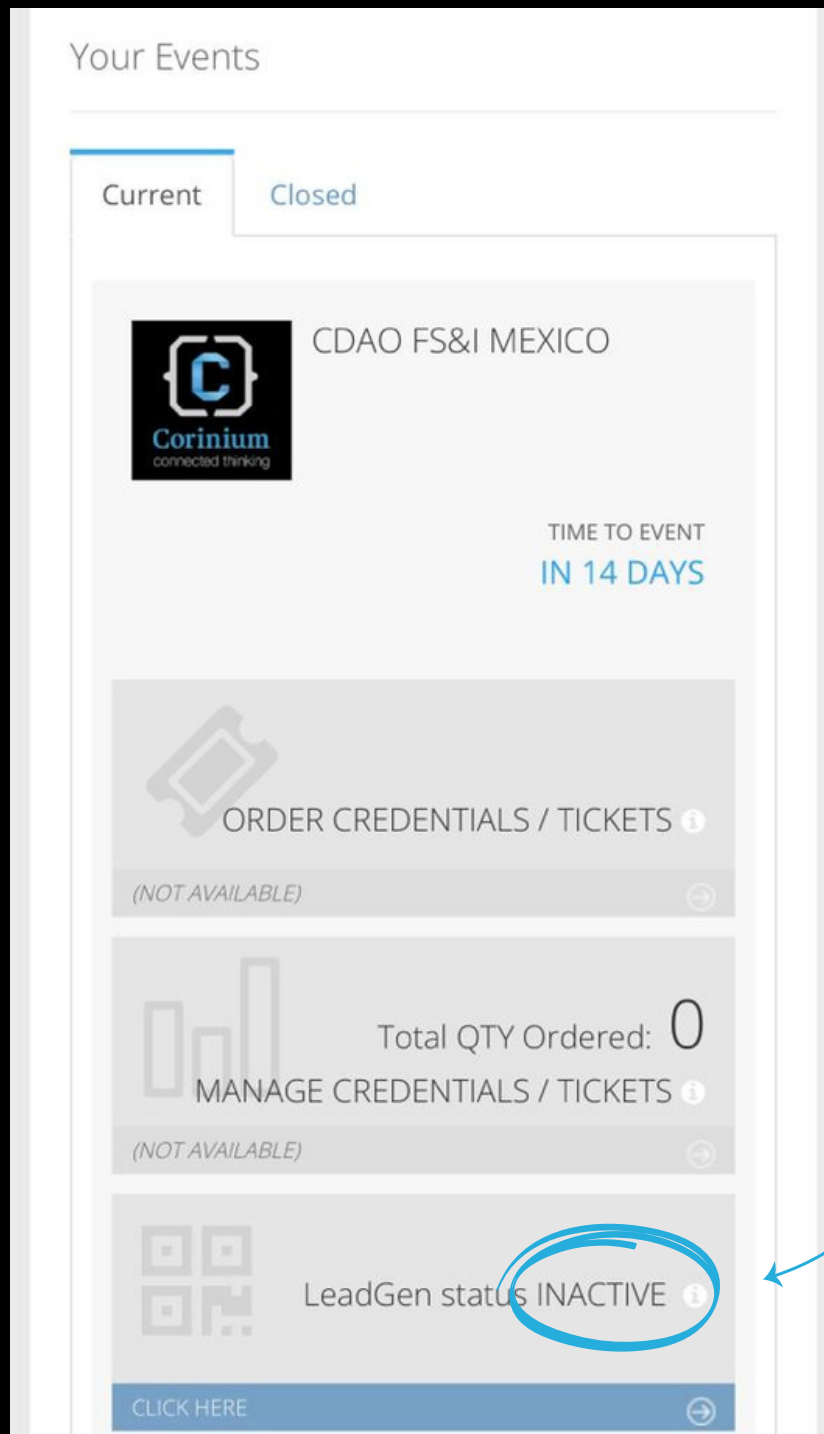 Your Events
Current Closed
CDAO FS&I MEXICO
C
Corinium
connected thinking
TIME TO EVENT
IN 14 DAYS
ORDER CREDENTIALS / TICKETS i
(NOT AVAILABLE)
Total QTY Ordered: 0
MANAGE CREDENTIALS / TICKETS i
(NOT AVAILABLE)
LeadGen status INACTIVE i
CLICK HERE